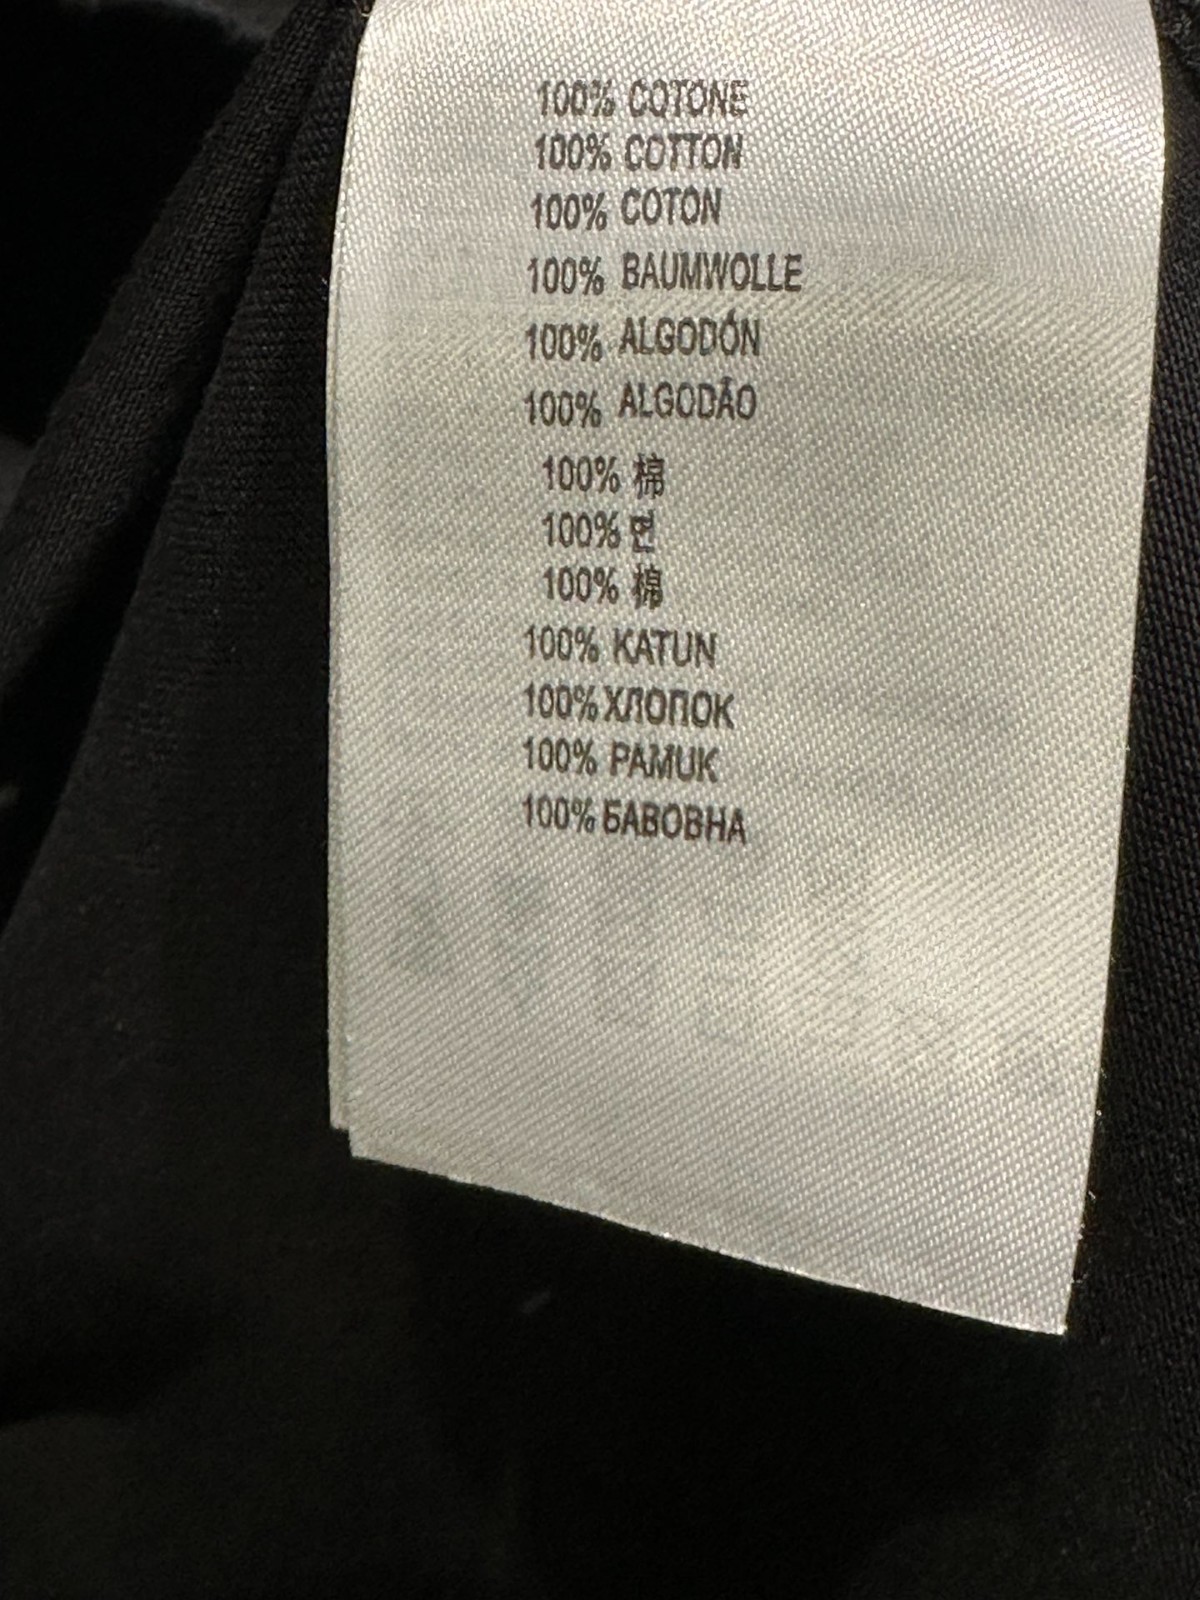 100% COTONE
100% COTTON
100% COTON
100% BAUMWOLLE
100% ALGODÓN
100% ALGODÃO
100% 棉
100% 면
100% 棉
100% KATUN
100% ХЛОПОК
100% PAMUK
100% БАВОВНА